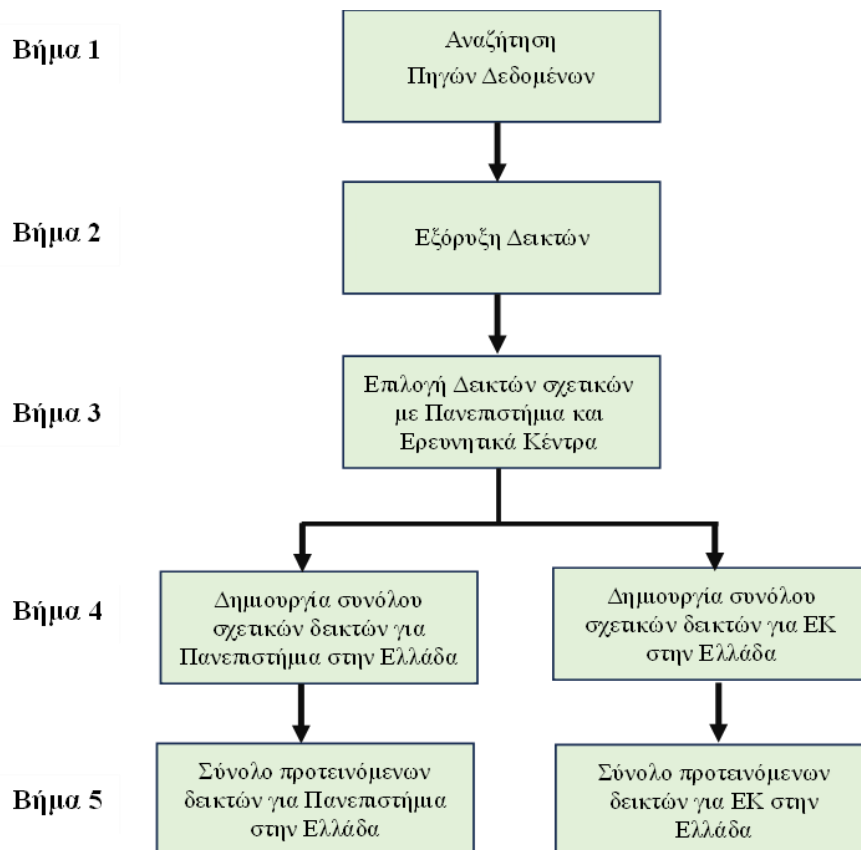 Βήμα 1
Αναζήτηση
Πηγών Δεδομένων
Βήμα 2
Εξόρυξη Δεικτών
Βήμα 3
Επιλογή Δεικτών σχετικών
με Πανεπιστήμια και
Ερευνητικά Κέντρα
Βήμα 4
Δημιουργία συνόλου
σχετικών δεικτών για
Πανεπιστήμια στην Ελλάδα
Δημιουργία συνόλου
σχετικών δεικτών για ΕΚ
στην Ελλάδα
Βήμα 5
Σύνολο προτεινόμενων
δεικτών για Πανεπιστήμια
στην Ελλάδα
Σύνολο προτεινόμενων
δεικτών για ΕΚ στην
Ελλάδα